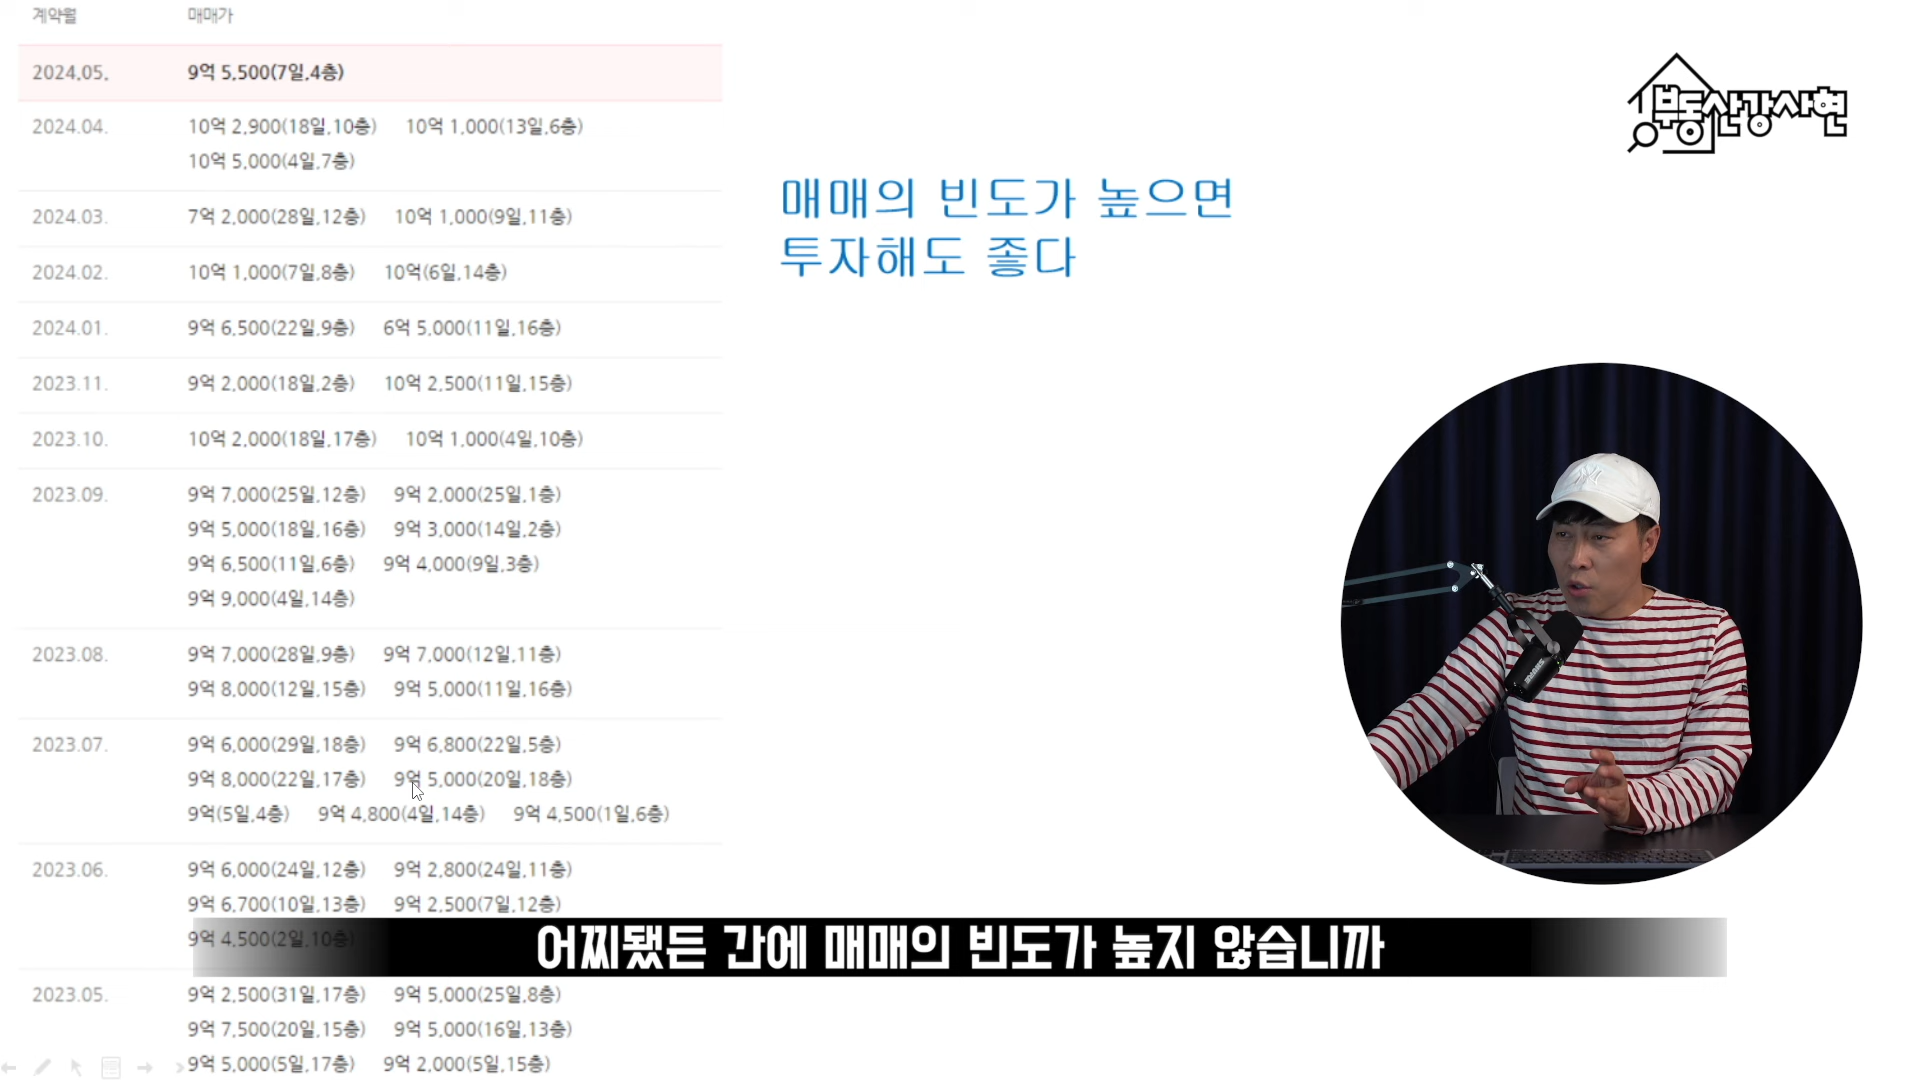 계약월 매매가
2024.05. 9억 5,500(7일,4층)
2024.04. 10억 2,900(18일,10층) 10억 1,000(13일,6층)
10억 5,000(4일,7층)
2024.03. 7억 2,000(28일,12층) 10억 1,000(9일,11층)
2024.02. 10억 1,000(7일,8층) 10억(6일,14층)
2024.01. 9억 6,500(22일,9층) 6억 5,000(11일,16층)
2023.11. 9억 2,000(18일,2층) 10억 2,500(11일,15층)
2023.10. 10억 2,000(18일,17층) 10억 1,000(4일,10층)
2023.09. 9억 7,000(25일,12층) 9억 2,000(25일,1층)
9억 5,000(18일,16층) 9억 3,000(14일,2층)
9억 6,500(11일,6층) 9억 4,000(9일,3층)
9억 9,000(4일,14층)
2023.08. 9억 7,000(28일,9층) 9억 7,000(12일,11층)
9억 8,000(12일,15층) 9억 5,000(11일,16층)
2023.07. 9억 6,000(29일,18층) 9억 6,800(22일,5층)
9억 8,000(22일,17층) 9억 5,000(20일,18층)
9억(5일,4층) 9억 4,800(4일,14층) 9억 4,500(1일,6층)
2023.06. 9억 6,000(24일,12층) 9억 2,800(24일,11층)
9억 6,700(10일,13층) 9억 2,500(7일,12층)
9억 4,500(2일,10층)
2023.05. 9억 2,500(31일,17층) 9억 5,000(25일,8층)
9억 7,500(20일,15층) 9억 5,000(16일,13층)
9억 5,000(5일,17층) 9억 2,000(5일,15층)
매매의 빈도가 높으면
투자해도 좋다
부동산강사현
SHURE
어찌됐든 간에 매매의 빈도가 높지 않습니까